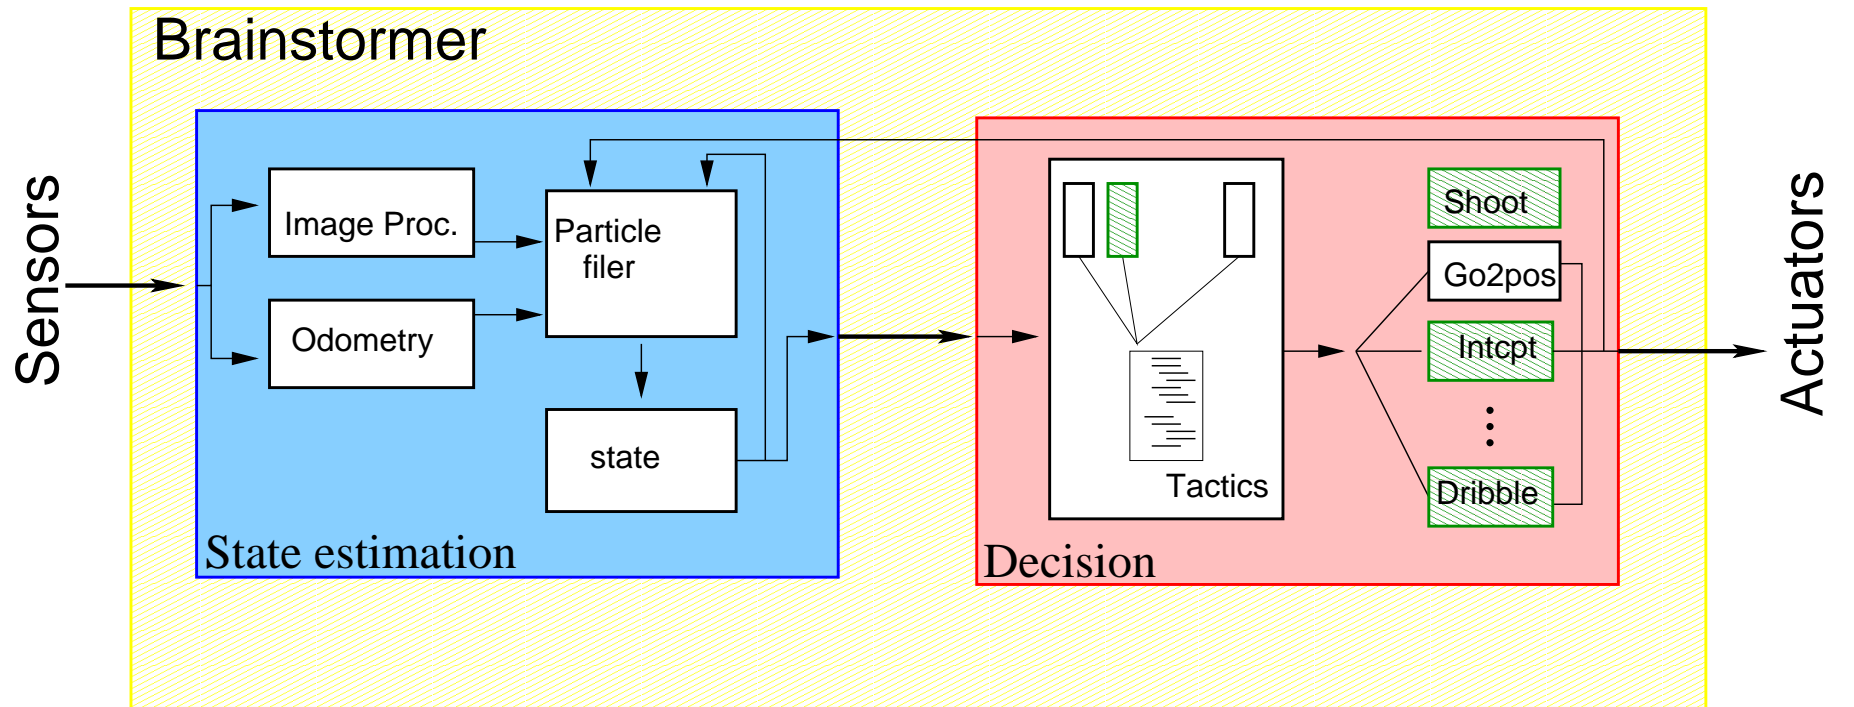 Brainstormer
Sensors
Image Proc.
Odometry
Particle
filer
state
State estimation
Tactics
Shoot
Go2pos
Intcpt
Dribble
Decision
Actuators